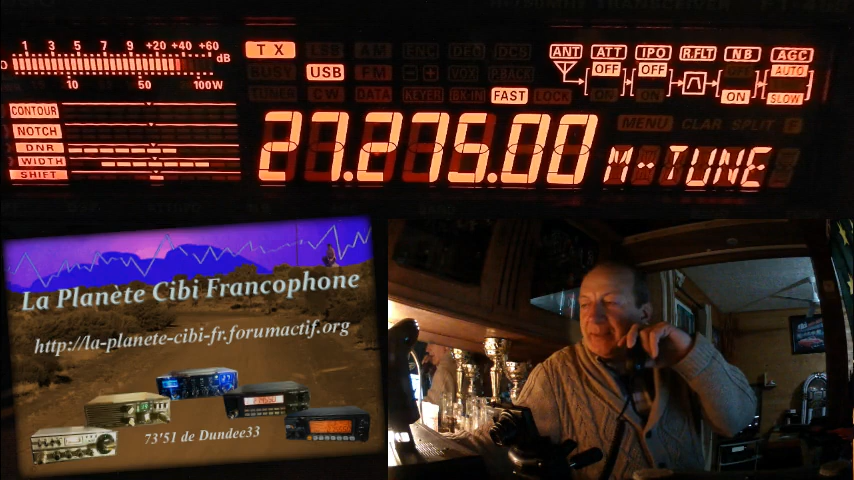 1 3 5 7 9 +20 +40 +60 dB
10 50 100W
TX LSB AM ENC DEC DCS
BUSY USB FM - + VOX P.BACK
TUNER CW DATA KEYER BK-IN FAST LOCK
ANT ATT IPO R.FLT NB AGC
OFF OFF AUTO
ON ON ON SLOW
CONTOUR
NOTCH
DNR
WIDTH
SHIFT
27.275.00
MENU CLAR SPLIT F
M--TUNE
La Planète Cibi Francophone
http://la-planete-cibi-fr.forumactif.org
73'51 de Dundee33